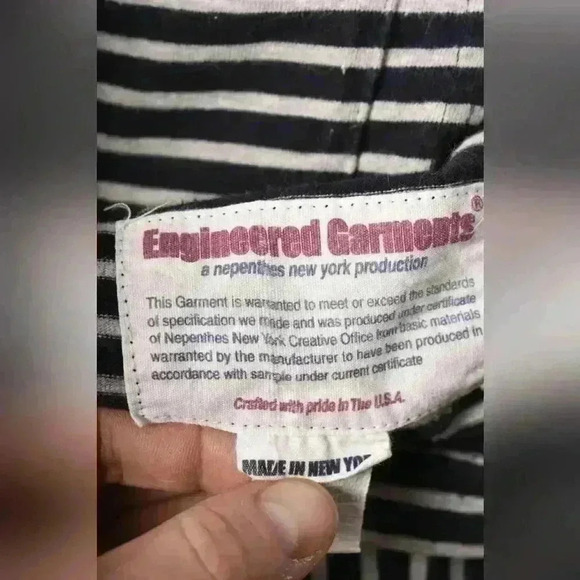 Engineered Garments®
a nepenthes new york production
This Garment is warranted to meet or exceed the standards
of specification we made and was produced under certificate
of Nepenthes New York Creative Office from basic materials
warranted by the manufacturer to have been produced in
accordance with sample under current certificate
Crafted with pride in The U.S.A.
MADE IN NEW YO